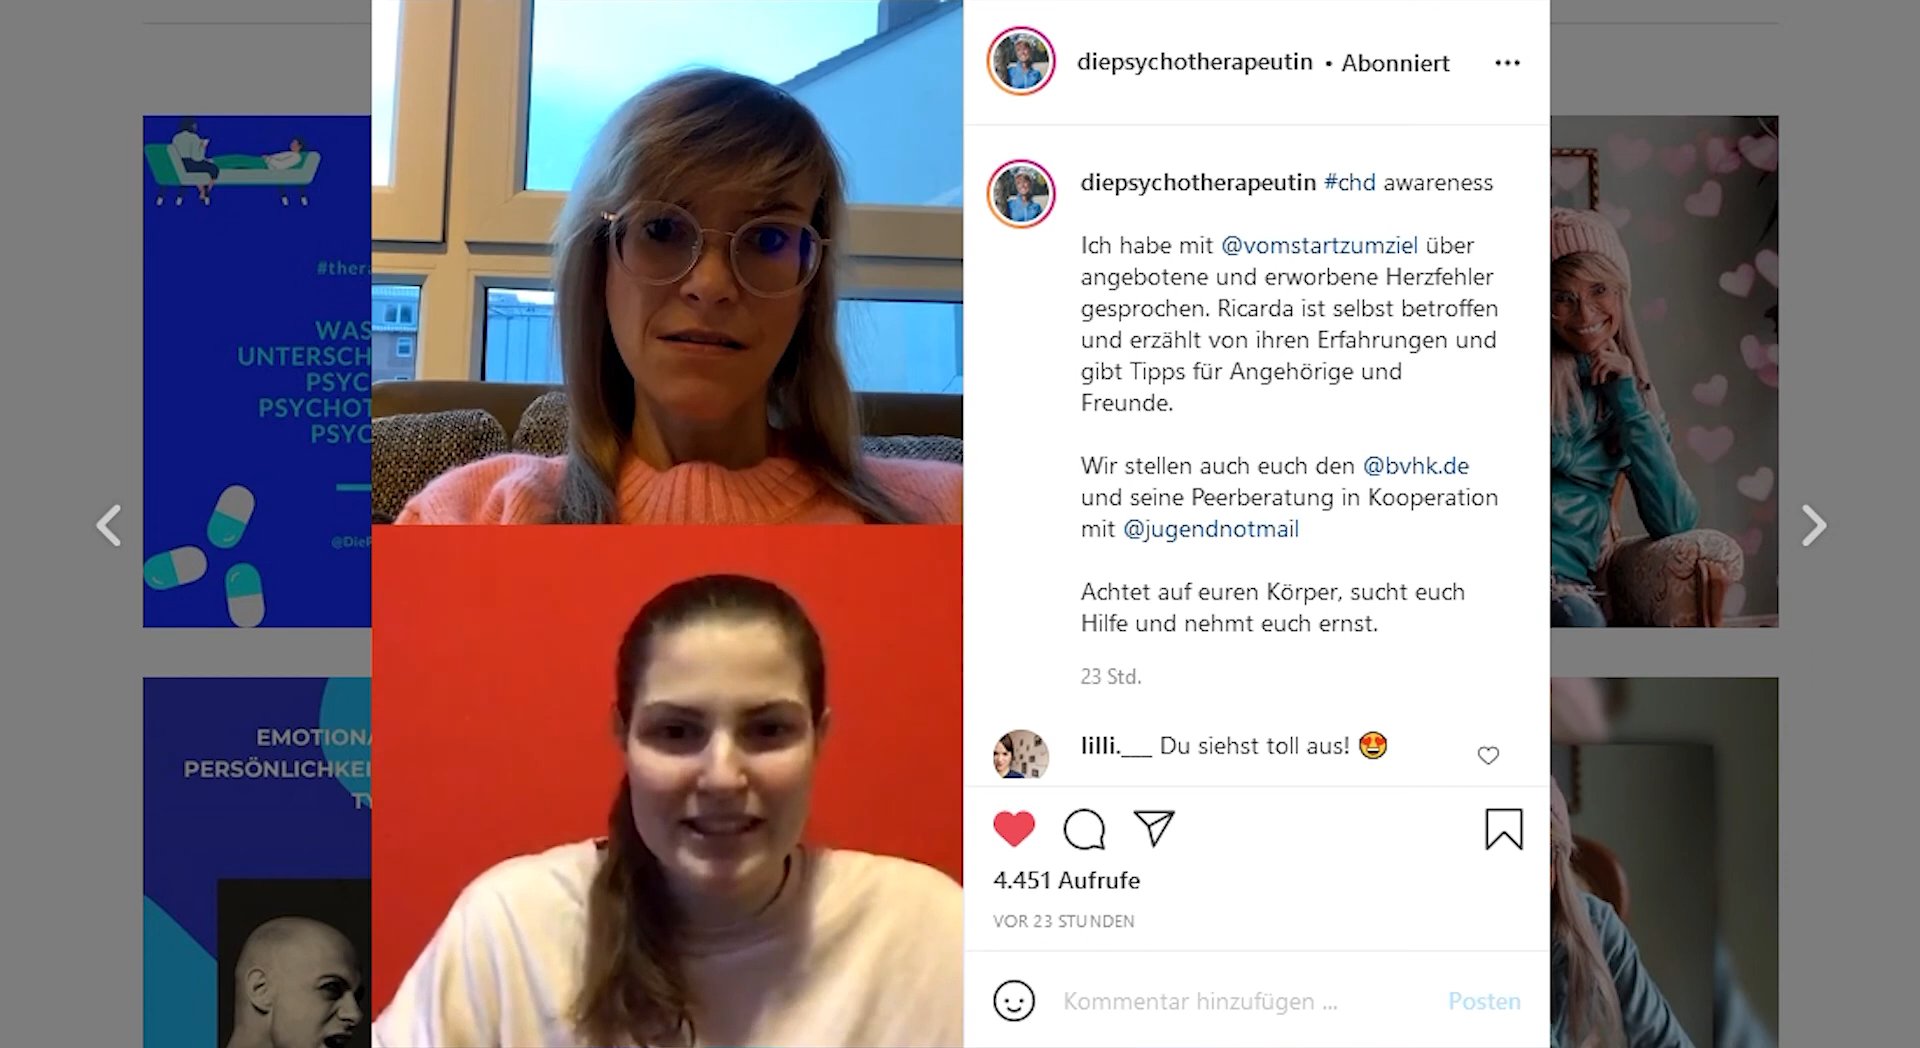 diepsychotherapeutin • Abonniert
diepsychotherapeutin #chd awareness
Ich habe mit @vomstartzumziel über
angebotene und erworbene Herzfehler
gesprochen. Ricarda ist selbst betroffen
und erzählt von ihren Erfahrungen und
gibt Tipps für Angehörige und
Freunde.
Wir stellen auch euch den @bvhk.de
und seine Peerberatung in Kooperation
mit @jugendnotmail
Achtet auf euren Körper, sucht euch
Hilfe und nehmt euch ernst.
23 Std.
lilli.___ Du siehst toll aus! 😍
4.451 Aufrufe
VOR 23 STUNDEN
Kommentar hinzufügen ...
Posten
#thera
WAS
UNTERSCH
PSYC
PSYCHOT
PSYC
@DieP
EMOTIONA
PERSÖNLICHKEI
TY